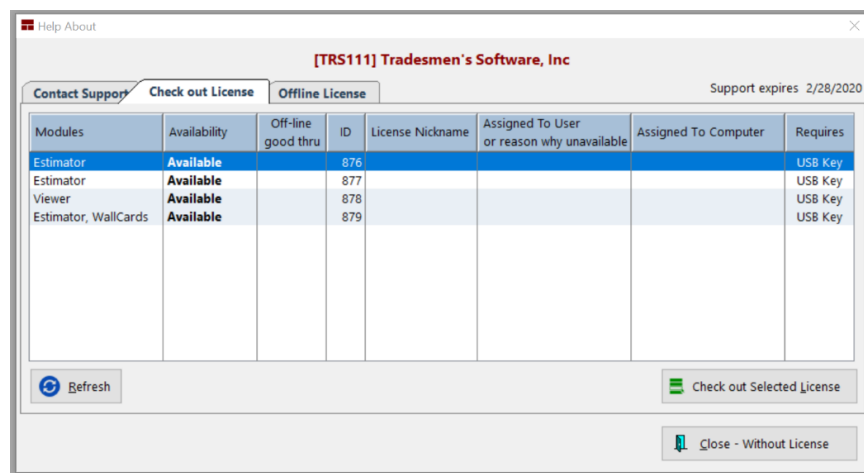 Help About
[TRS111] Tradesmen's Software, Inc
Contact Support Check out License Offline License Support expires 2/28/2020
Modules Availability Off-line good thru ID License Nickname Assigned To User or reason why unavailable Assigned To Computer Requires
Estimator Available 876 USB Key
Estimator Available 877 USB Key
Viewer Available 878 USB Key
Estimator, WallCards Available 879 USB Key
Refresh Check out Selected License
Close - Without License